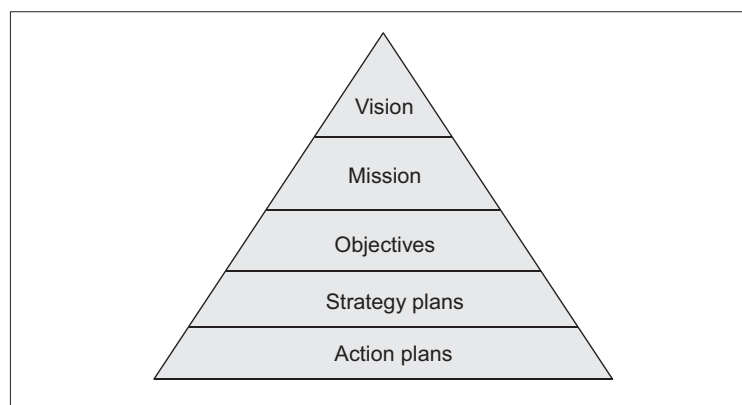 Vision
Mission
Objectives
Strategy plans
Action plans